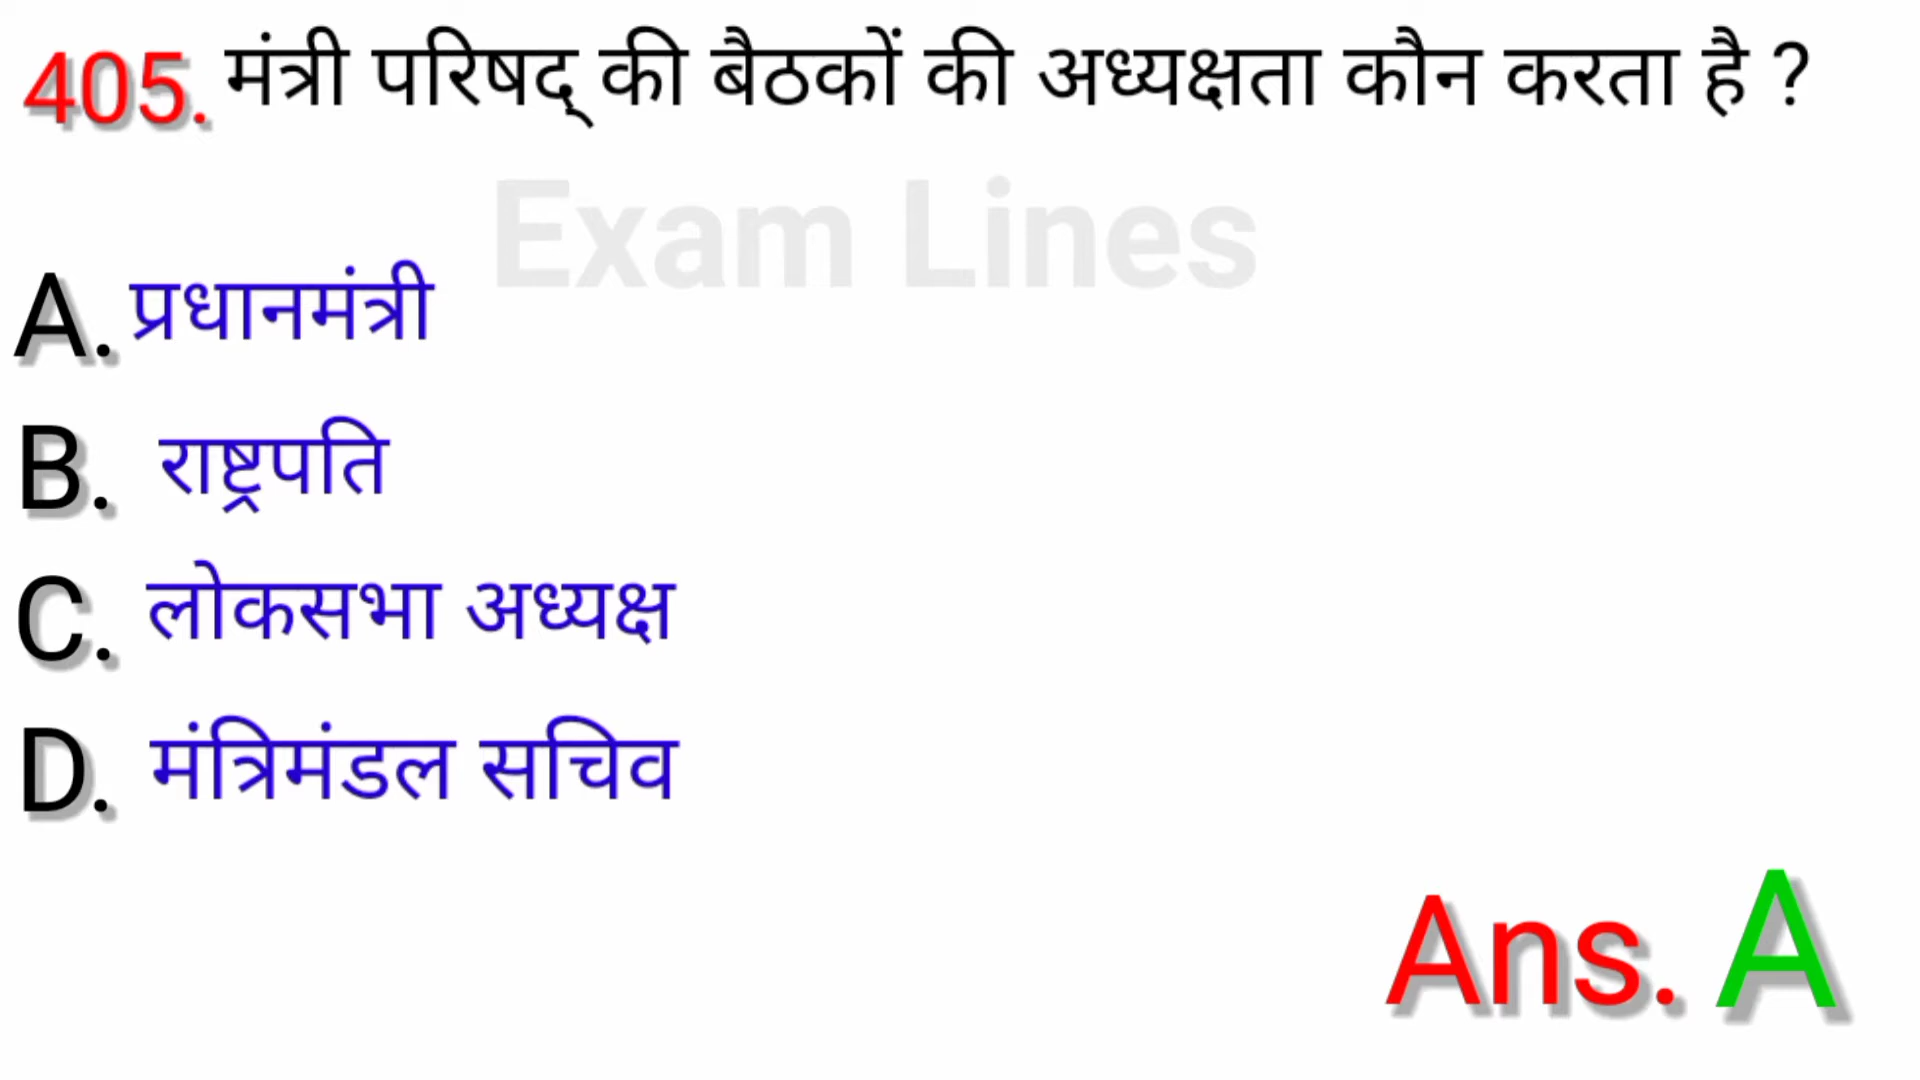 405. मंत्री परिषद् की बैठकों की अध्यक्षता कौन करता है ?
Exam Lines
A. प्रधानमंत्री
B. राष्ट्रपति
C. लोकसभा अध्यक्ष
D. मंत्रिमंडल सचिव
Ans. A